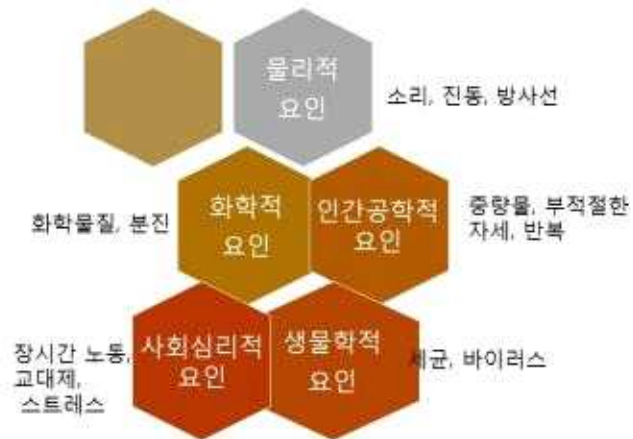 물리적
요인
소리, 진동, 방사선
화학물질, 분진
화학적
요인
인간공학적
요인
중량물, 부적절한
자세, 반복
장시간 노동,
교대제,
스트레스
사회심리적
요인
생물학적
요인
세균, 바이러스